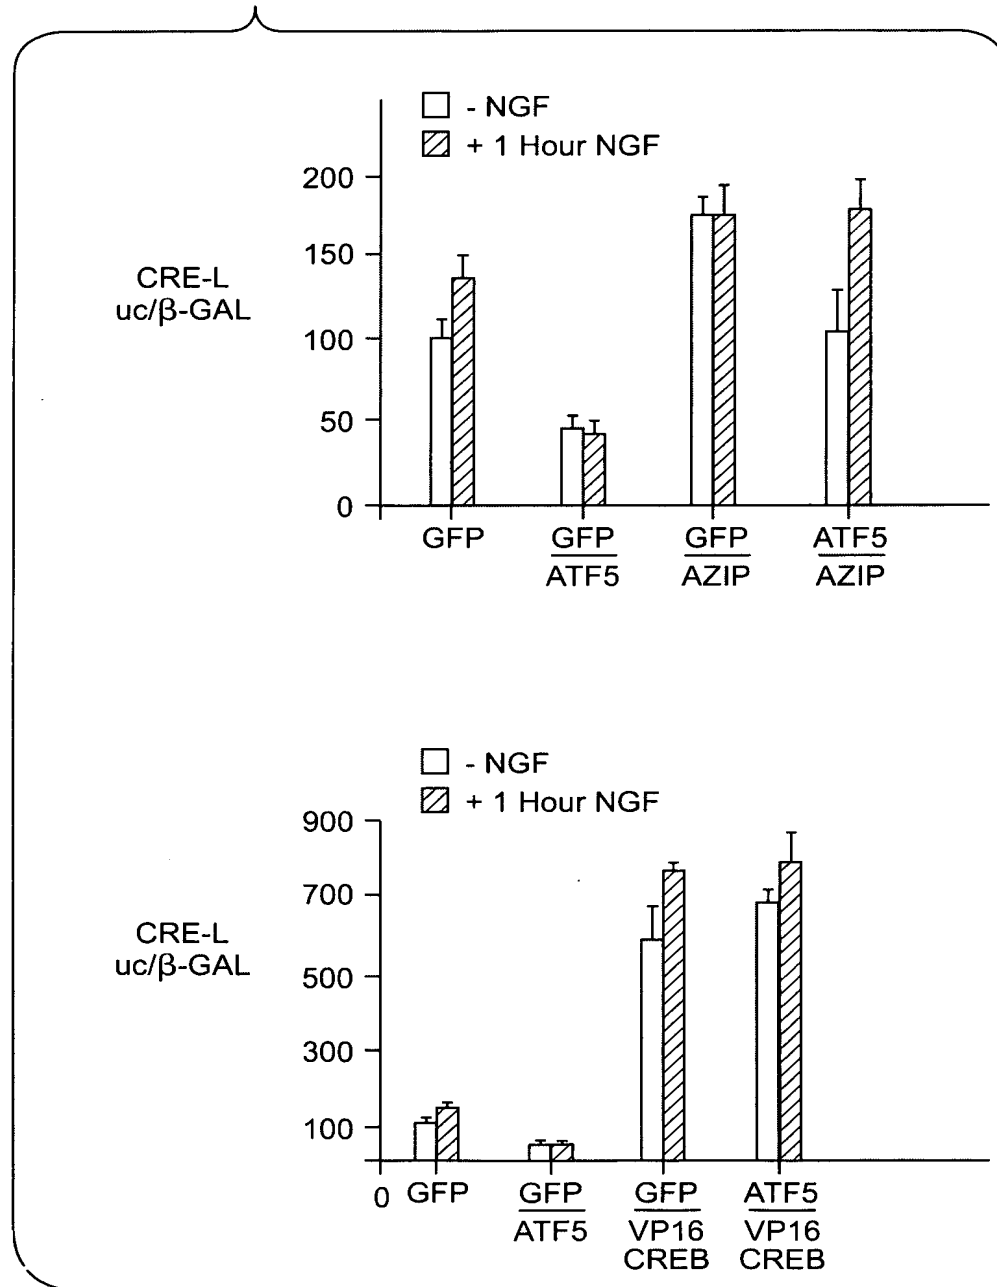 - NGF
+ 1 Hour NGF
200
150
100
50
0
CRE-L
uc/β-GAL
GFP
GFP
ATF5
GFP
AZIP
ATF5
AZIP
- NGF
+ 1 Hour NGF
900
700
500
300
100
0
CRE-L
uc/β-GAL
GFP
GFP
ATF5
GFP
VP16
CREB
ATF5
VP16
CREB